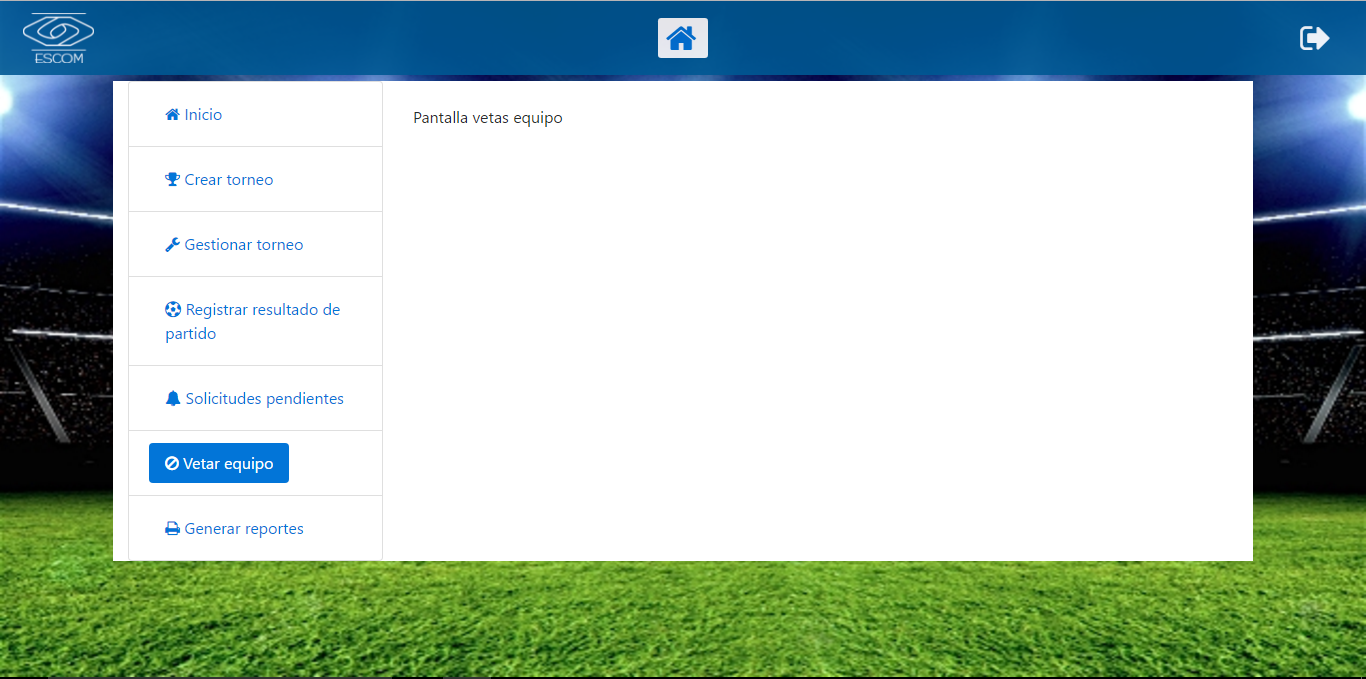 ESCOM
Inicio
Pantalla vetas equipo
Crear torneo
Gestionar torneo
Registrar resultado de
partido
Solicitudes pendientes
Vetar equipo
Generar reportes